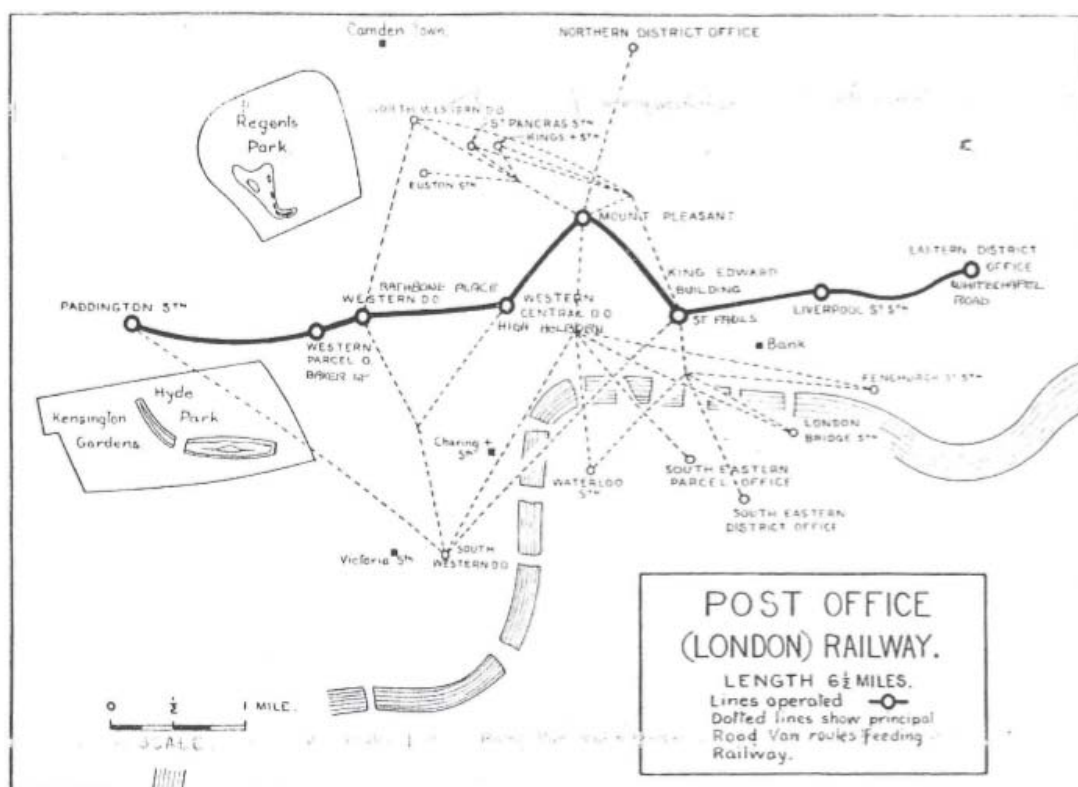 Camden Town.
NORTHERN DISTRICT OFFICE
NORTH WESTERN D.O.
Regents
Park
ST PANCRAS STN
KINGS + STN
EUSTON STN
MOUNT PLEASANT
EASTERN DISTRICT
OFFICE
WHITECHAPEL
ROAD
KING EDWARD
BUILDING
ST PAULS
LIVERPOOL ST STN
RATHBONE PLACE
WESTERN D.O.
WESTERN
CENTRAL D.O.
HIGH HOLBORN
PADDINGTON STN
WESTERN
PARCEL O.
BAKER
Bank
FENCHURCH ST STN
Hyde
Park
Kensington
Gardens
Charing +
Stn
LONDON
BRIDGE STN
WATERLOO
STN
SOUTH EASTERN
PARCEL OFFICE
SOUTH EASTERN
DISTRICT OFFICE
Victoria Stn
SOUTH
WESTERN D.O.
POST OFFICE
(LONDON) RAILWAY.
LENGTH 6½ MILES.
Lines operated
Dotted lines show principal
Road Van routes feeding
Railway.
0 ½ 1 MILE.
SCALE